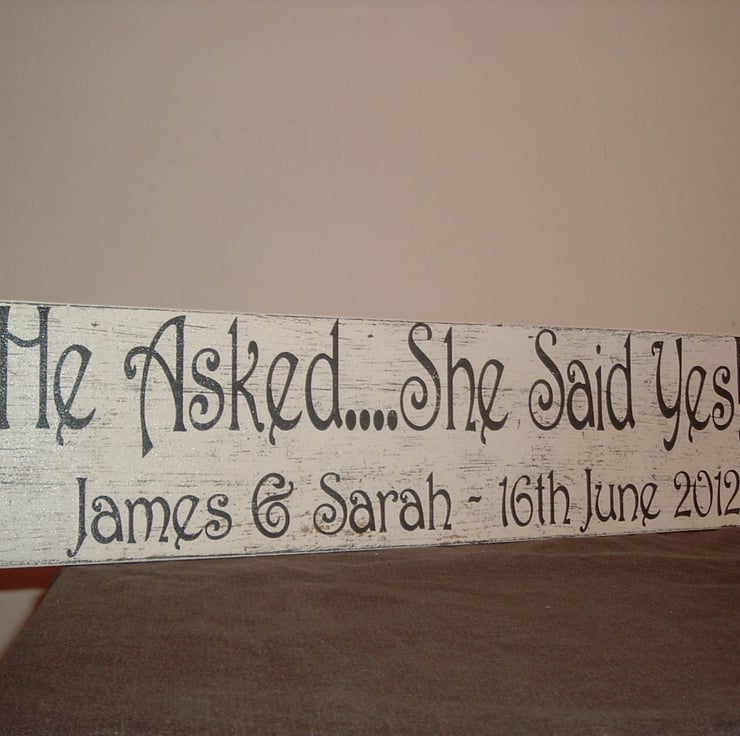 He Asked....She Said Yes!
James & Sarah - 16th June 2012